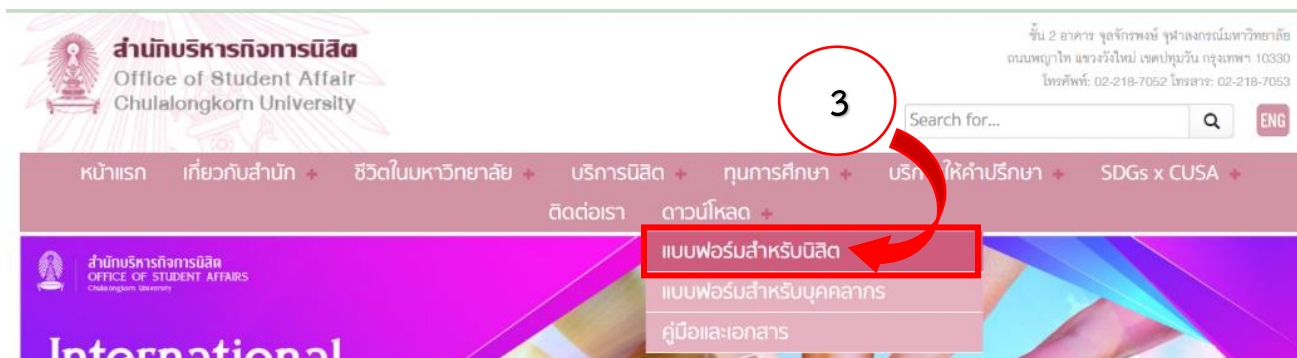 สำนักบริหารกิจการนิสิต
Office of Student Affair
Chulalongkorn University
ชั้น 2 อาคาร จุลจักรพงษ์ จุฬาลงกรณ์มหาวิทยาลัย
ถนนพญาไท แขวงวังใหม่ เขตปทุมวัน กรุงเทพฯ 10330
โทรศัพท์: 02-218-7052 โทรสาร: 02-218-7053
3
Search for...
ENG
หน้าแรก เกี่ยวกับสำนัก + ชีวิตในมหาวิทยาลัย + บริการนิสิต + ทุนการศึกษา + ให้คำปรึกษา + SDGs x CUSA +
ติดต่อเรา ดาวน์โหลด +
แบบฟอร์มสำหรับนิสิต
แบบฟอร์มสำหรับบุคคลากร
คู่มือและเอกสาร
สำนักบริหารกิจการนิสิต
OFFICE OF STUDENT AFFAIRS
Chulalongkorn University
International